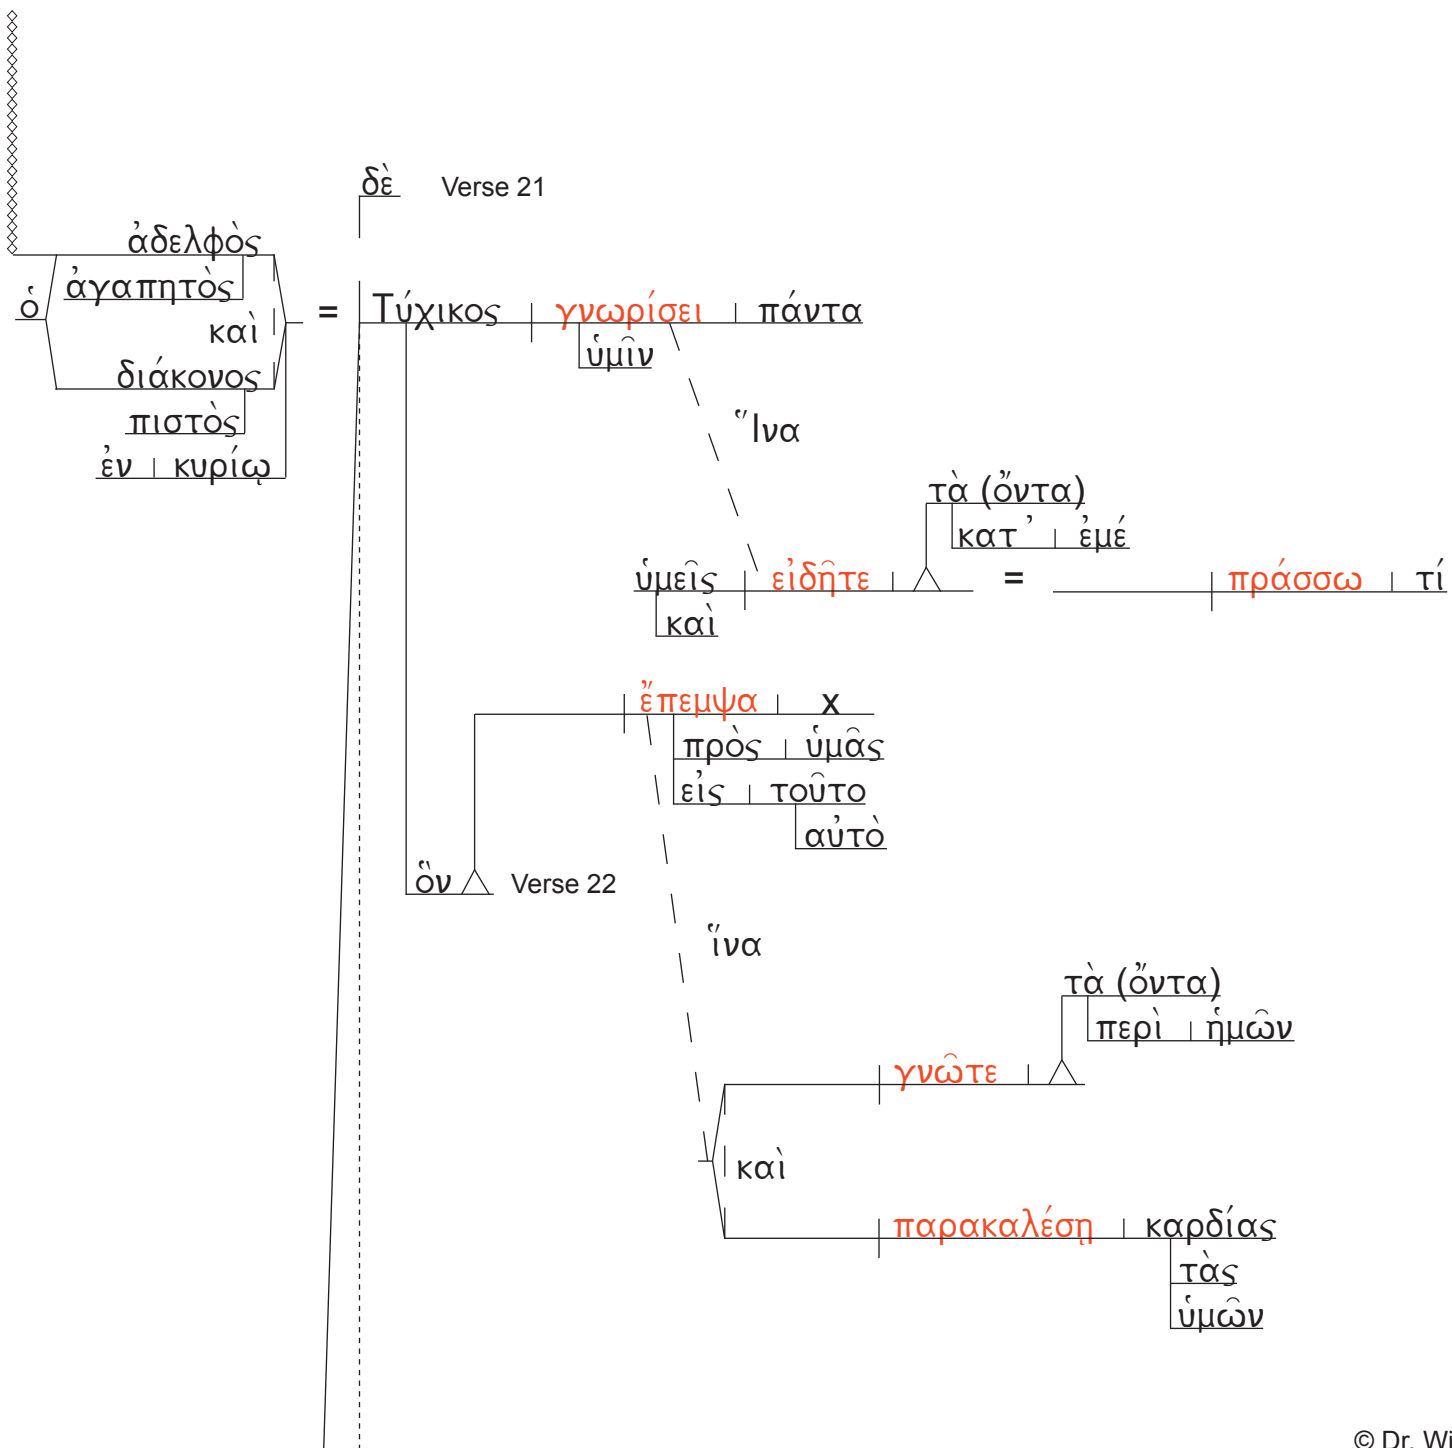 δὲ Verse 21
ἀδελφὸς
ἀγαπητὸς
ὁ
καὶ
διάκονος
πιστὸς
ἐν κυρίῳ
= Τύχικος γνωρίσει πάντα
ὑμῖν
Ἵνα
τὰ (ὄντα)
κατ’ ἐμέ
ὑμεῖς εἰδῆτε = πράσσω τί
καὶ
ἔπεμψα x
πρὸς ὑμᾶς
εἰς τοῦτο
αὐτὸ
ὃν Verse 22
ἵνα
τὰ (ὄντα)
περὶ ἡμῶν
γνῶτε
καὶ
παρακαλέσῃ καρδίας
τὰς
ὑμῶν
© Dr. Wi